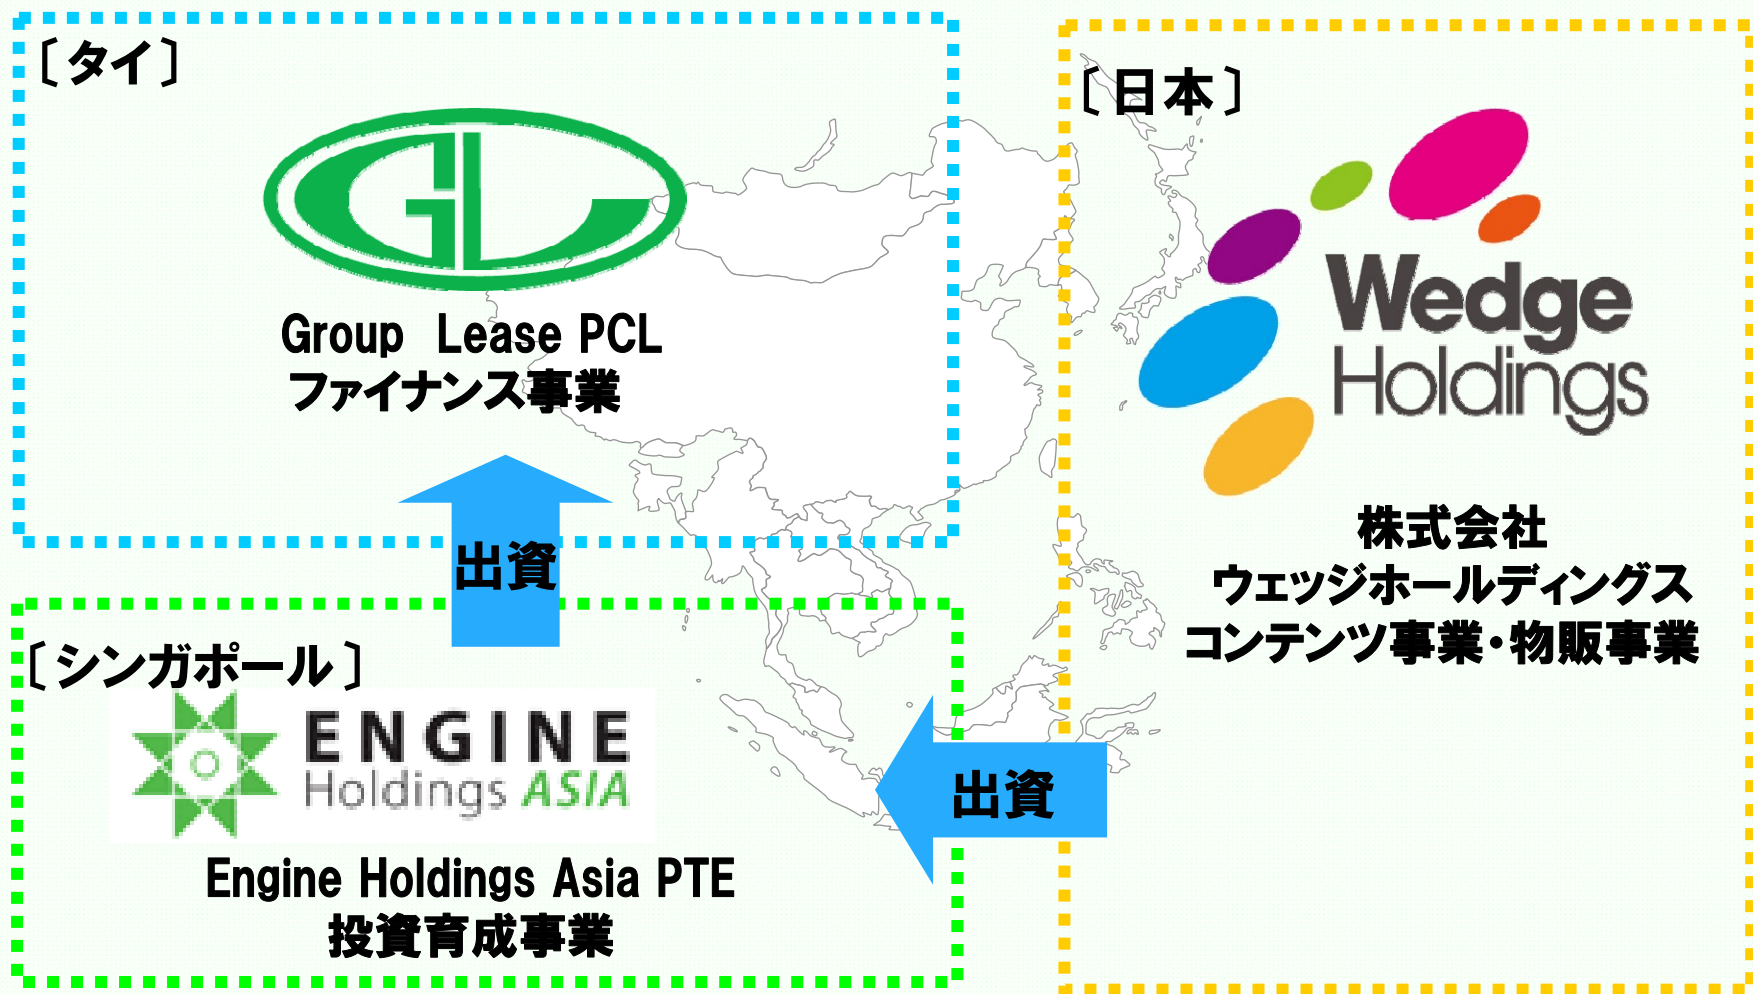 〔タイ〕
GL
Group Lease PCL
ファイナンス事業
出資
〔シンガポール〕
ENGINE
Holdings ASIA
Engine Holdings Asia PTE
投資育成事業
出資
〔日本〕
Wedge
Holdings
株式会社
ウェッジホールディングス
コンテンツ事業・物販事業